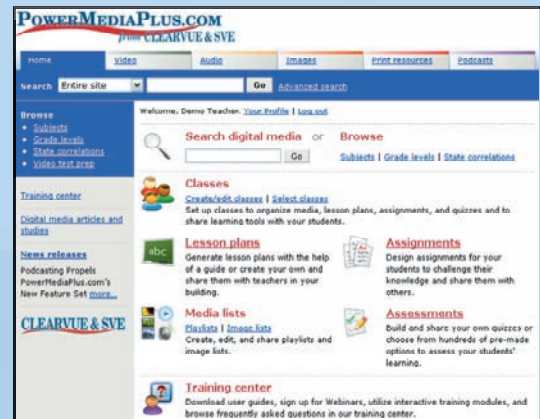 POWERMEDIAPLUS.COM
from CLEARVUE & SVE
Home Video Audio Images Print resources Podcasts
Search Entire site Go Advanced search
Browse
Subjects
Grade levels
State correlations
Video test prep
Training center
Digital media articles and
studies
News releases
Podcasting Propels
PowerMediaPlus.com's
New Feature Set more...
CLEARVUE & SVE
Welcome, Demo Teacher. Your Profile | Log out
Search digital media or Browse
Go Subjects | Grade levels | State correlations
Classes
Create/edit classes | Select classes
Set up classes to organize media, lesson plans, assignments, and quizzes and to
share learning tools with your students.
abc
Lesson plans
Generate lesson plans with the help
of a guide or create your own and
share them with teachers in your
building.
Assignments
Design assignments for your
students to challenge their
knowledge and share them with
others.
Media lists
Playlists | Image lists
Create, edit, and share playlists and
image lists.
Assessments
Build and share your own quizzes or
choose from hundreds of pre-made
options to assess your students'
learning.
Training center
Download user guides, sign up for Webinars, utilize interactive training modules, and
browse frequently asked questions in our training center.